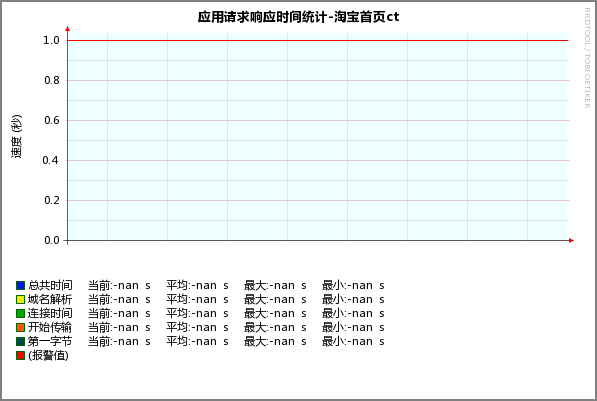 应用请求响应时间统计-淘宝首页ct
RRDTOOL / TOBI OETIKER
速度 (秒)
1.0
0.8
0.6
0.4
0.2
0.0
总共时间 当前:-nan s 平均:-nan s 最大:-nan s 最小:-nan s
域名解析 当前:-nan s 平均:-nan s 最大:-nan s 最小:-nan s
连接时间 当前:-nan s 平均:-nan s 最大:-nan s 最小:-nan s
开始传输 当前:-nan s 平均:-nan s 最大:-nan s 最小:-nan s
第一字节 当前:-nan s 平均:-nan s 最大:-nan s 最小:-nan s
(报警值)